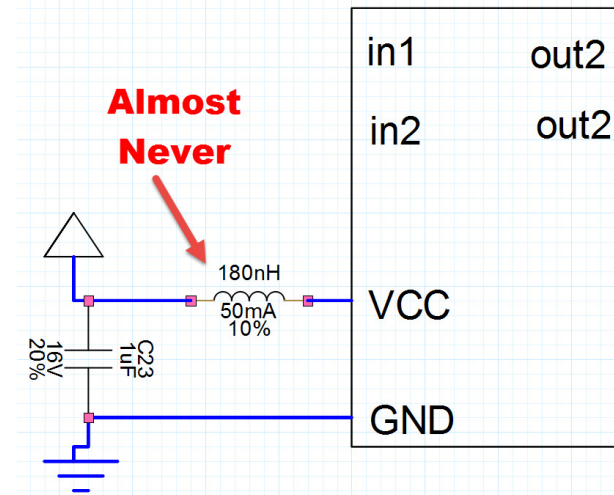 in1
out2
Almost
Never
in2
out2
180nH
50mA
10%
VCC
C23
1uF
16V
20%
GND